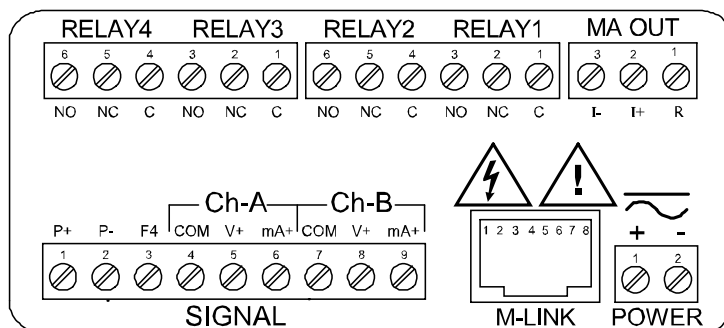 RELAY4 RELAY3 RELAY2 RELAY1 MA OUT
6 5 4 3 2 1 6 5 4 3 2 1 3 2 1
NO NC C NO NC C NO NC C NO NC C I- I+ R
Ch-A Ch-B
P+ P- F4 COM V+ mA+ COM V+ mA+
1 2 3 4 5 6 7 8 9
SIGNAL
1 2 3 4 5 6 7 8
M-LINK
+ -
1 2
POWER